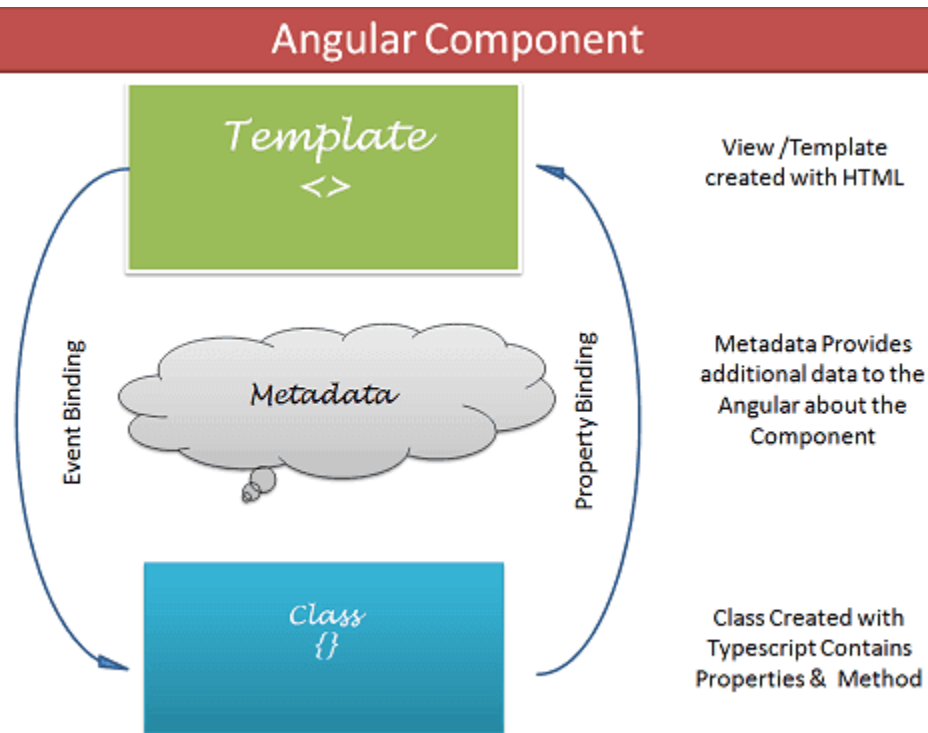 Angular Component
Template
<>
View /Template
created with HTML
Event Binding
Metadata
Property Binding
Metadata Provides
additional data to the
Angular about the
Component
Class
{}
Class Created with
Typescript Contains
Properties & Method